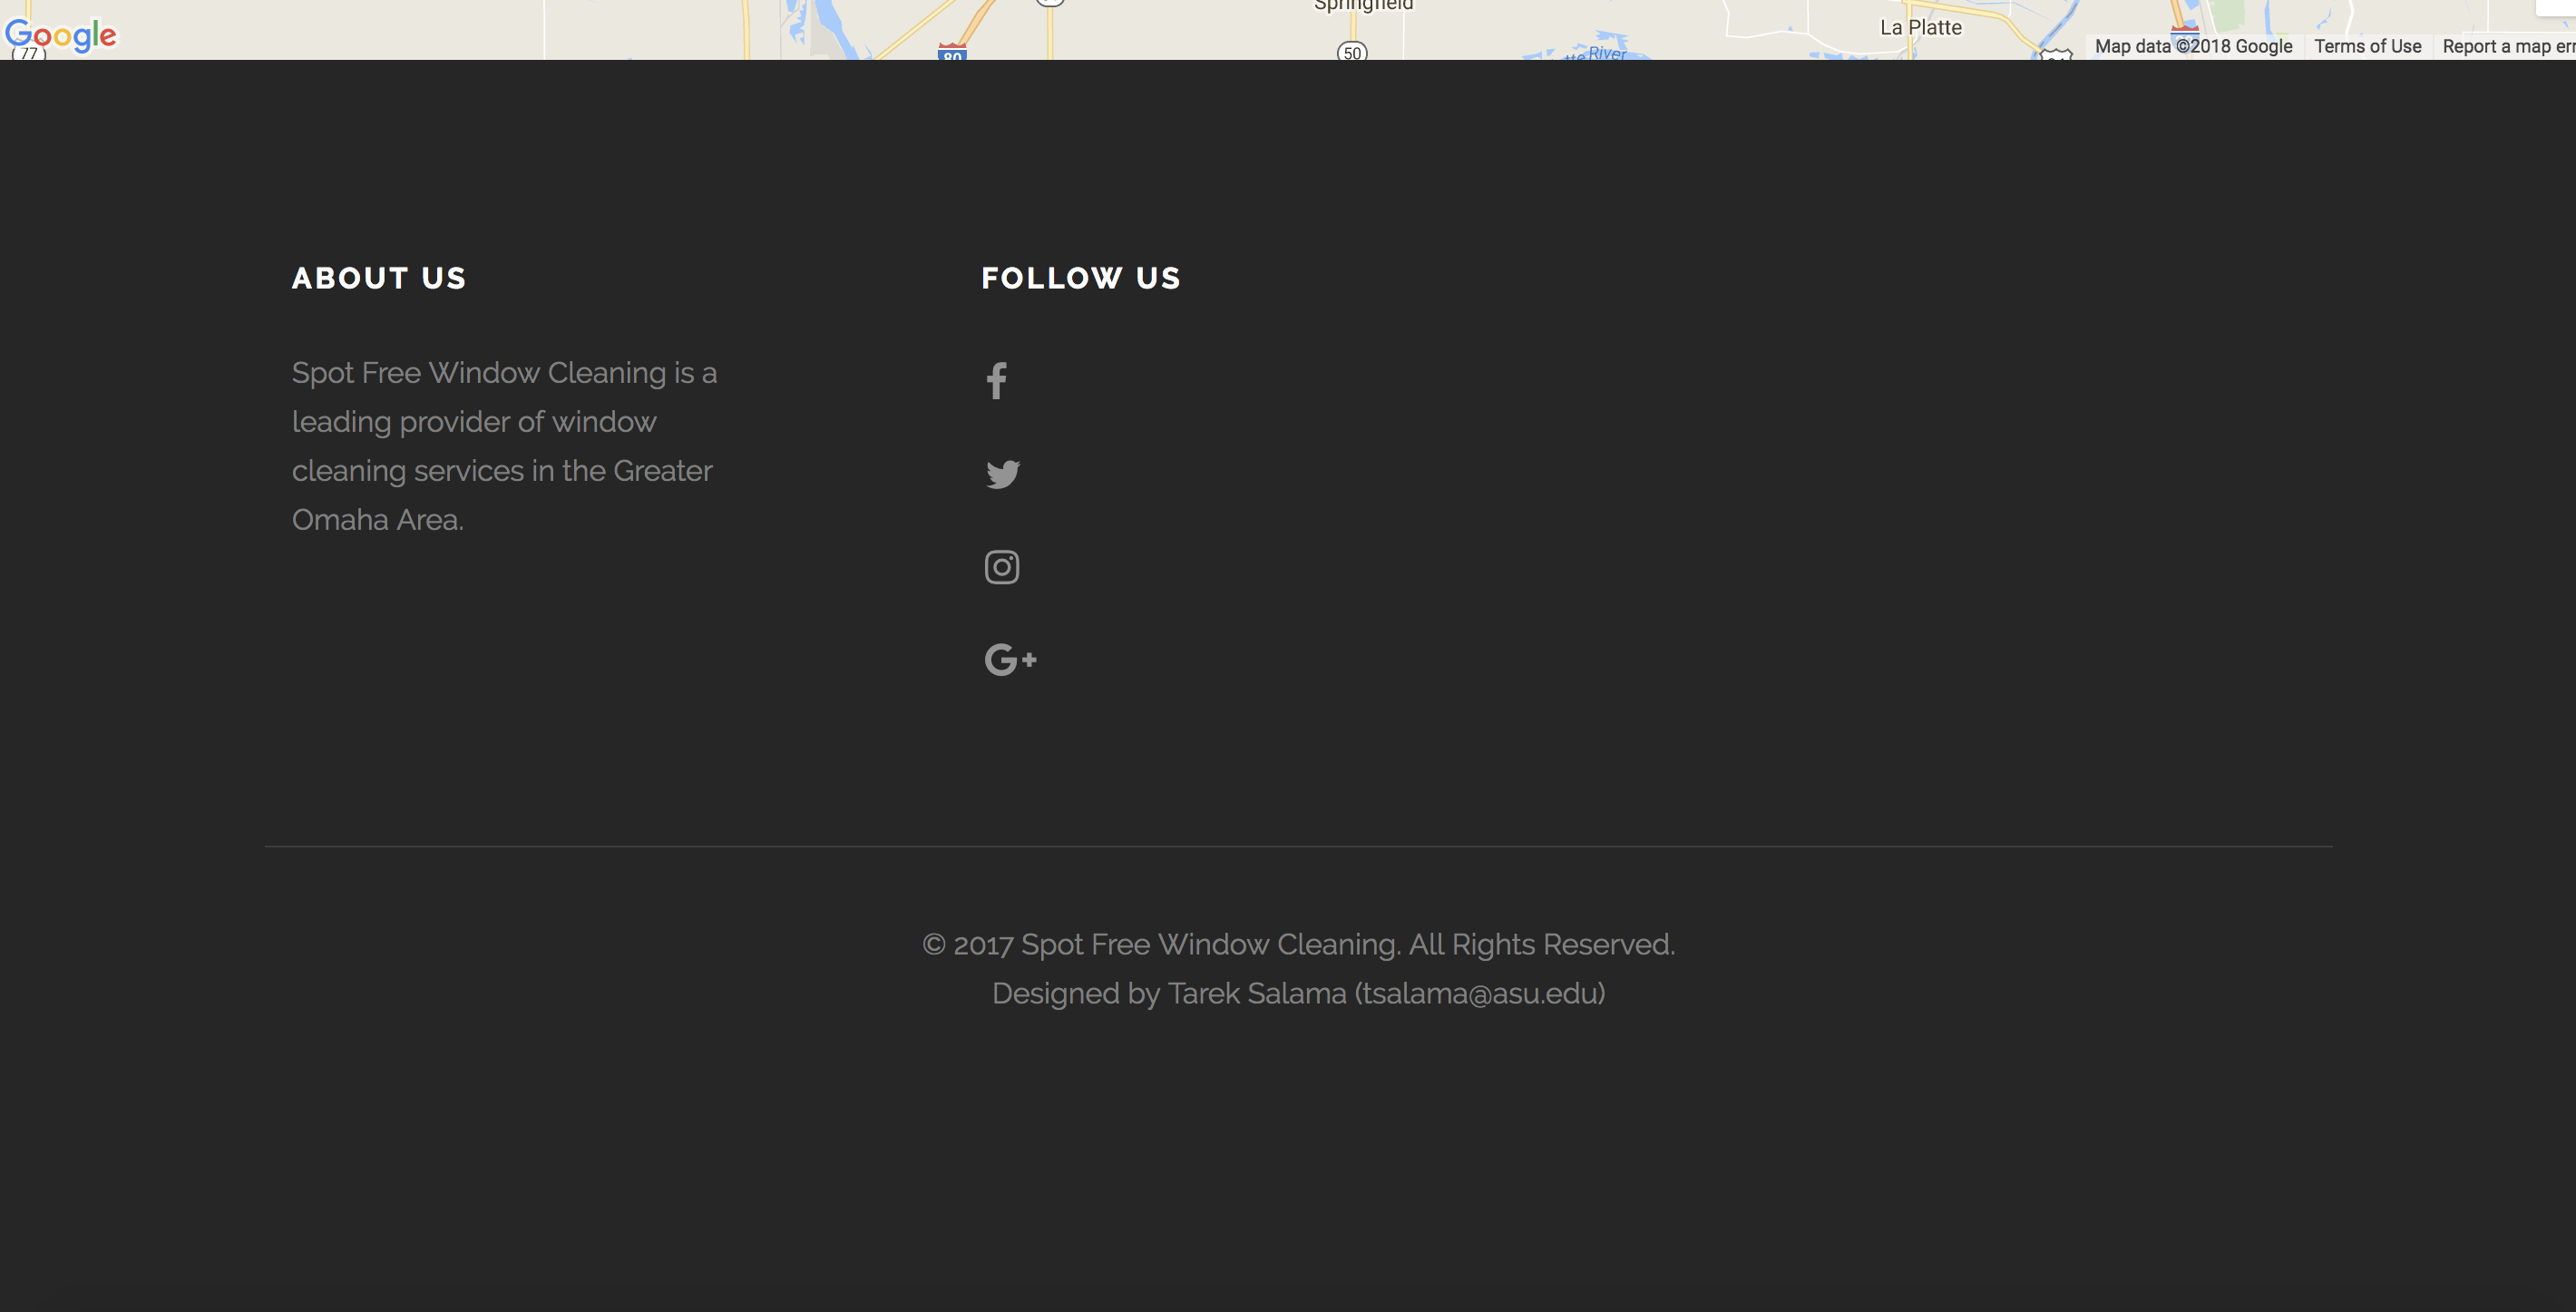 Springfield
La Platte
Google
77
80
50
River
Map data ©2018 Google
Terms of Use
Report a map
ABOUT US
FOLLOW US
Spot Free Window Cleaning is a
leading provider of window
cleaning services in the Greater
Omaha Area.
G+
© 2017 Spot Free Window Cleaning. All Rights Reserved.
Designed by Tarek Salama (tsalama@asu.edu)